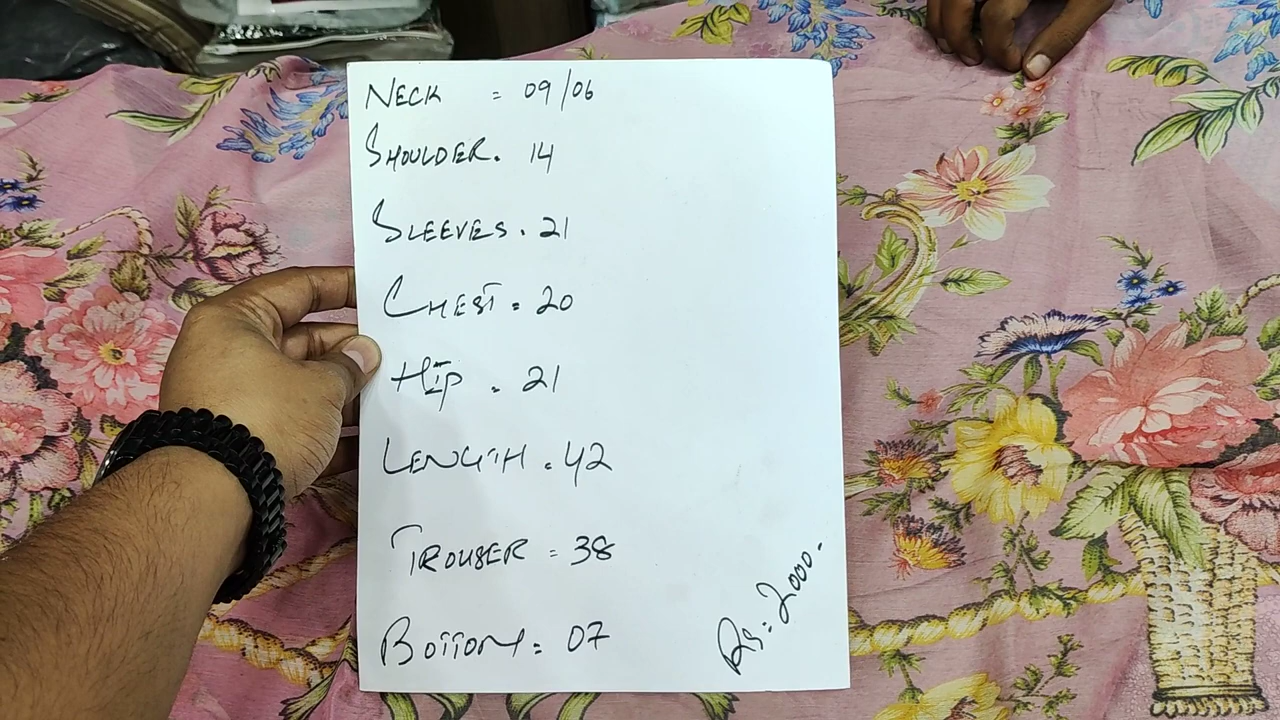 NECK = 09/06
SHOULDER. 14
SLEEVES. 21
CHEST = 20
HIP = 21
LENGTH = 42
TROUSER = 38
BOTTOM = 07
Rs = 2000.